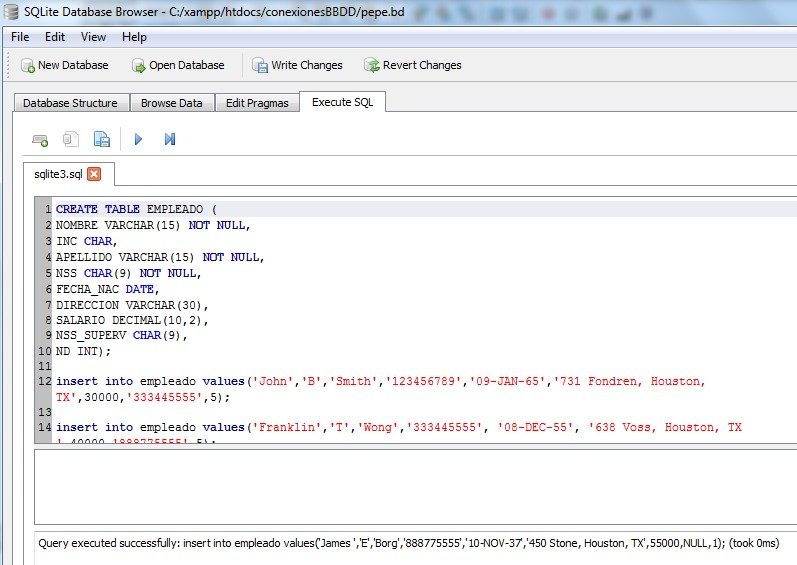 SQLite Database Browser - C:/xampp/htdocs/conexionesBBDD/pepe.bd
File Edit View Help
New Database Open Database Write Changes Revert Changes
Database Structure Browse Data Edit Pragmas Execute SQL
sqlite3.sql
1 CREATE TABLE EMPLEADO (
2 NOMBRE VARCHAR(15) NOT NULL,
3 INC CHAR,
4 APELLIDO VARCHAR(15) NOT NULL,
5 NSS CHAR(9) NOT NULL,
6 FECHA_NAC DATE,
7 DIRECCION VARCHAR(30),
8 SALARIO DECIMAL(10,2),
9 NSS_SUPERV CHAR(9),
10 ND INT);
11
12 insert into empleado values('John','B','Smith','123456789','09-JAN-65','731 Fondren, Houston,
TX',30000,'333445555',5);
13
14 insert into empleado values('Franklin','T','Wong','333445555', '08-DEC-55', '638 Voss, Houston, TX
',40000,'888775555',5);
Query executed successfully: insert into empleado values('James ','E','Borg','888775555','10-NOV-37','450 Stone, Houston, TX',55000,NULL,1); (took 0ms)